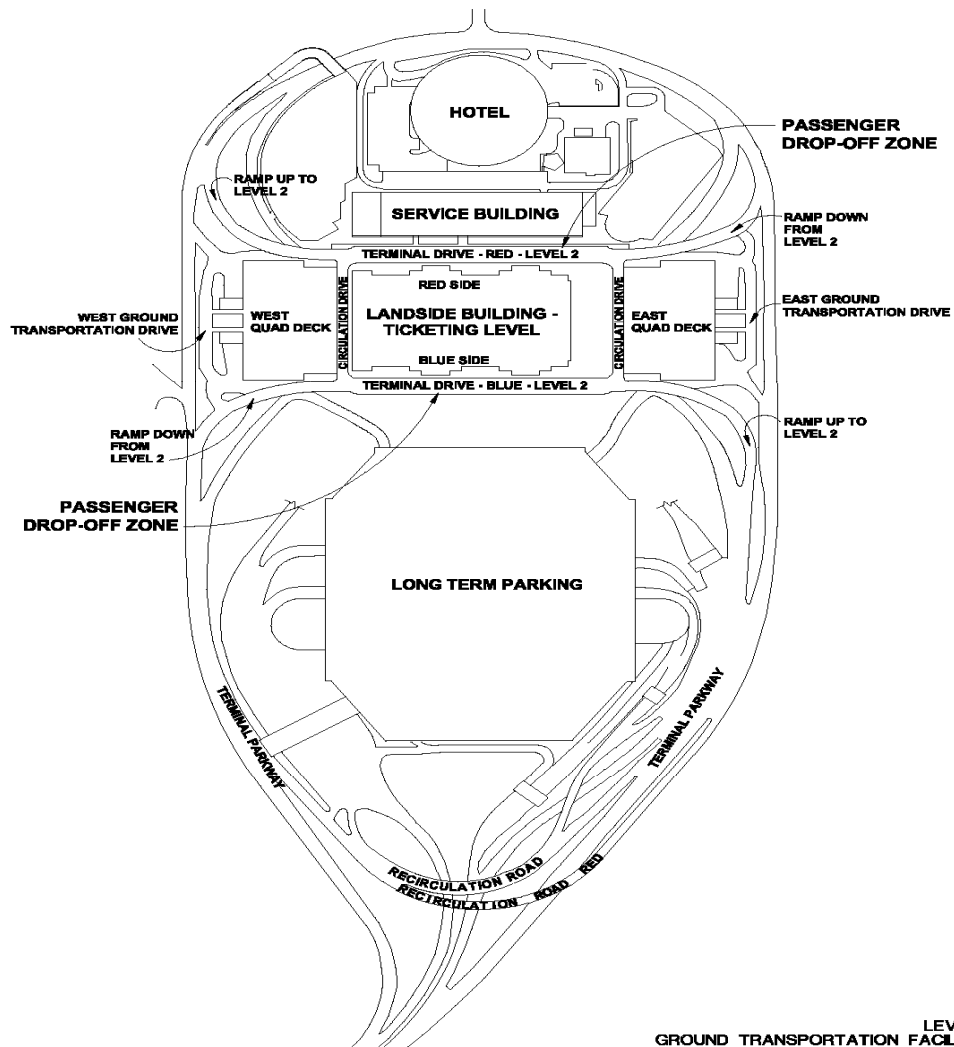 HOTEL
PASSENGER
DROP-OFF ZONE
RAMP UP TO
LEVEL 2
SERVICE BUILDING
RAMP DOWN
FROM
LEVEL 2
TERMINAL DRIVE - RED - LEVEL 2
RED SIDE
WEST GROUND
TRANSPORTATION DRIVE
WEST
QUAD DECK
CIRCULATION DRIVE
LANDSIDE BUILDING -
TICKETING LEVEL
CIRCULATION DRIVE
EAST
QUAD DECK
EAST GROUND
TRANSPORTATION DRIVE
BLUE SIDE
TERMINAL DRIVE - BLUE - LEVEL 2
RAMP DOWN
FROM
LEVEL 2
RAMP UP TO
LEVEL 2
PASSENGER
DROP-OFF ZONE
LONG TERM PARKING
TERMINAL PARKWAY
TERMINAL PARKWAY
RECIRCULATION ROAD
RECIRCULATION ROAD RED
LEV
GROUND TRANSPORTATION FACIL